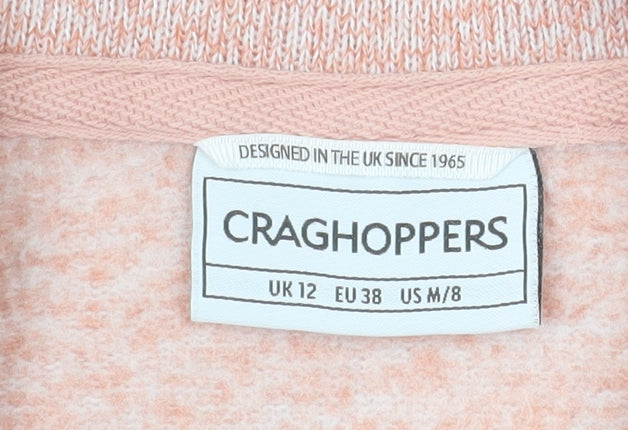 DESIGNED IN THE UK SINCE 1965
CRAGHOPPERS
UK 12 EU 38 US M/8